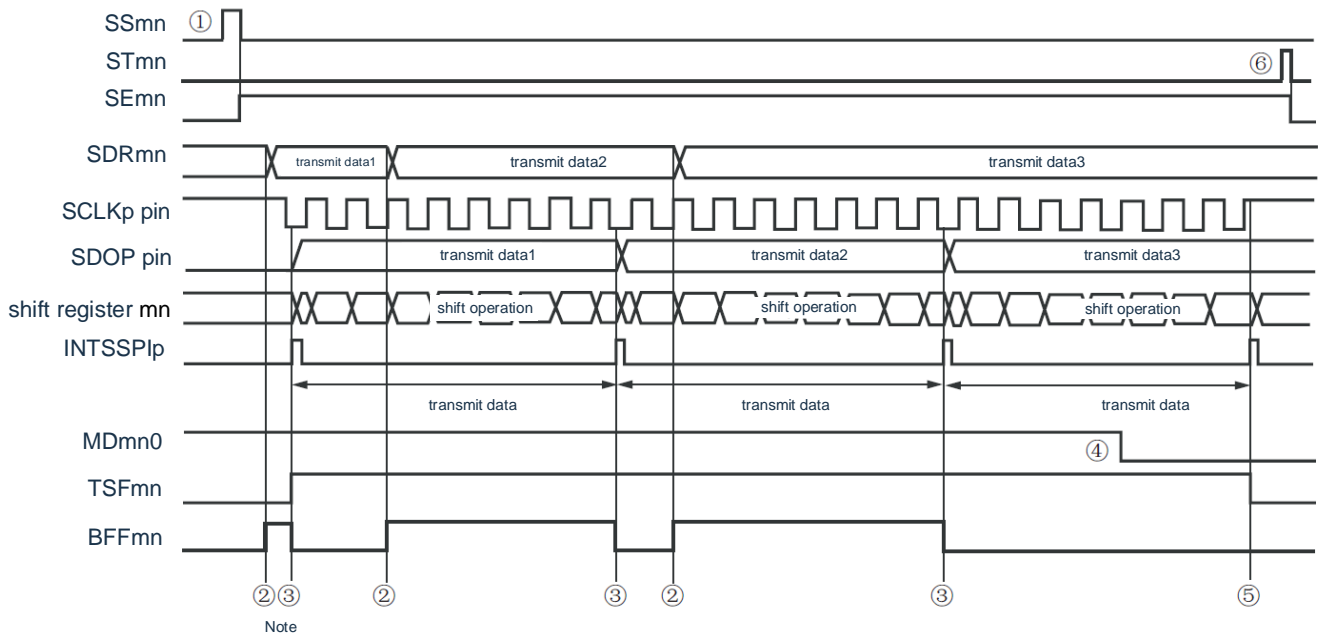 ① SSmn
STmn ⑥
SEmn
SDRmn transmit data1 transmit data2 transmit data3
SCLKp pin
SDOP pin transmit data1 transmit data2 transmit data3
shift register mn shift operation shift operation shift operation
INTSSPIp
transmit data transmit data transmit data
MDmn0 ④
TSFmn
BFFmn
② ③ ② ③ ② ③ ⑤
Note